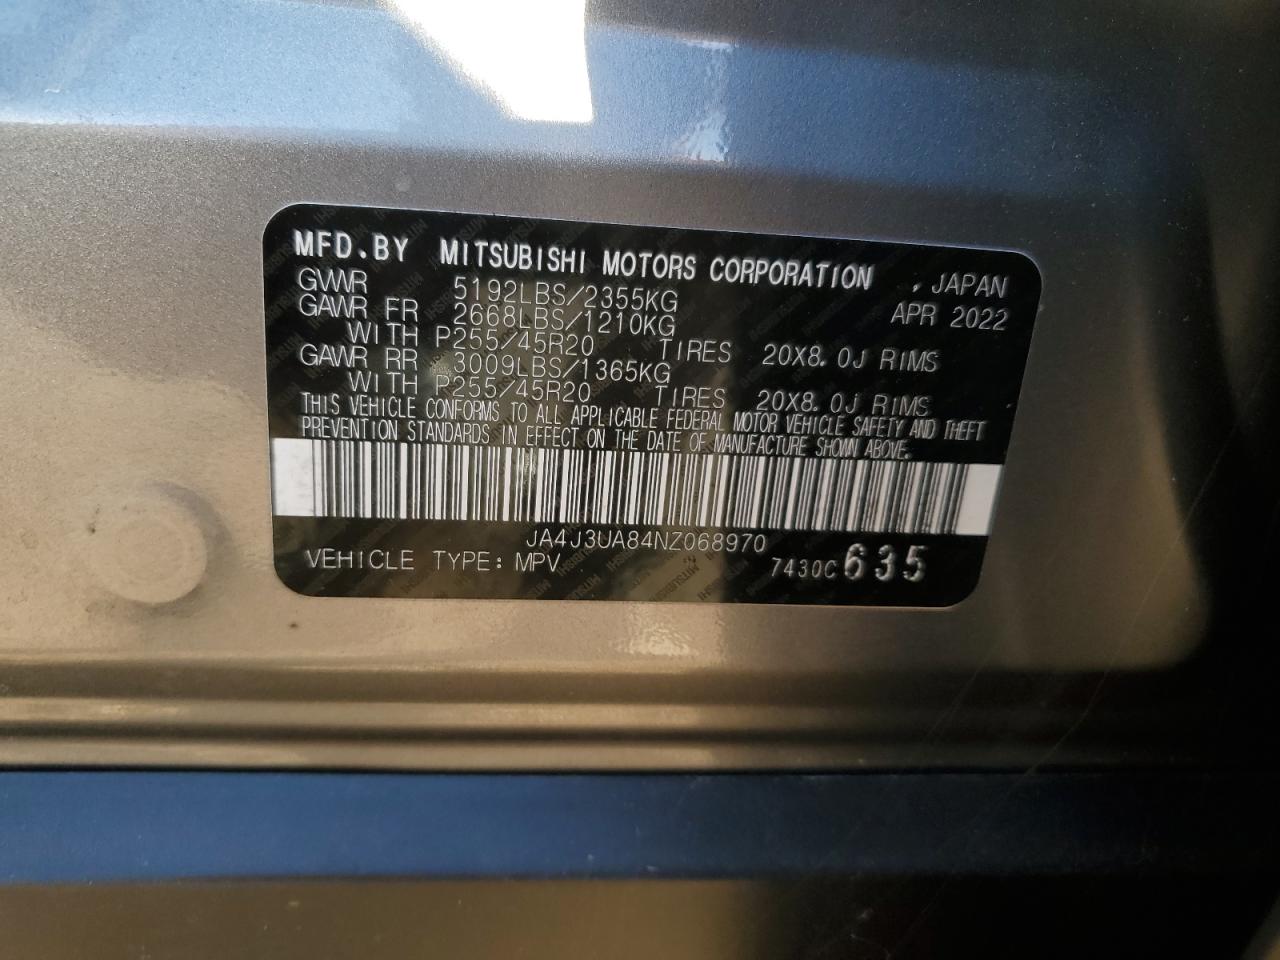 MFD.BY MITSUBISHI MOTORS CORPORATION , JAPAN
GWWR 5192LBS/2355KG APR 2022
GAWR FR 2668LBS/1210KG
WITH P255/45R20 TIRES 20X8.0J RIMS
GAWR RR 3009LBS/1365KG
WITH P255/45R20 TIRES 20X8.0J RIMS
THIS VEHICLE CONFORMS TO ALL APPLICABLE FEDERAL MOTOR VEHICLE SAFETY AND THEFT
PREVENTION STANDARDS IN EFFECT ON THE DATE OF MANUFACTURE SHOWN ABOVE.
JA4J3UA84NZ068970
VEHICLE TYPE: MPV 7430C 635